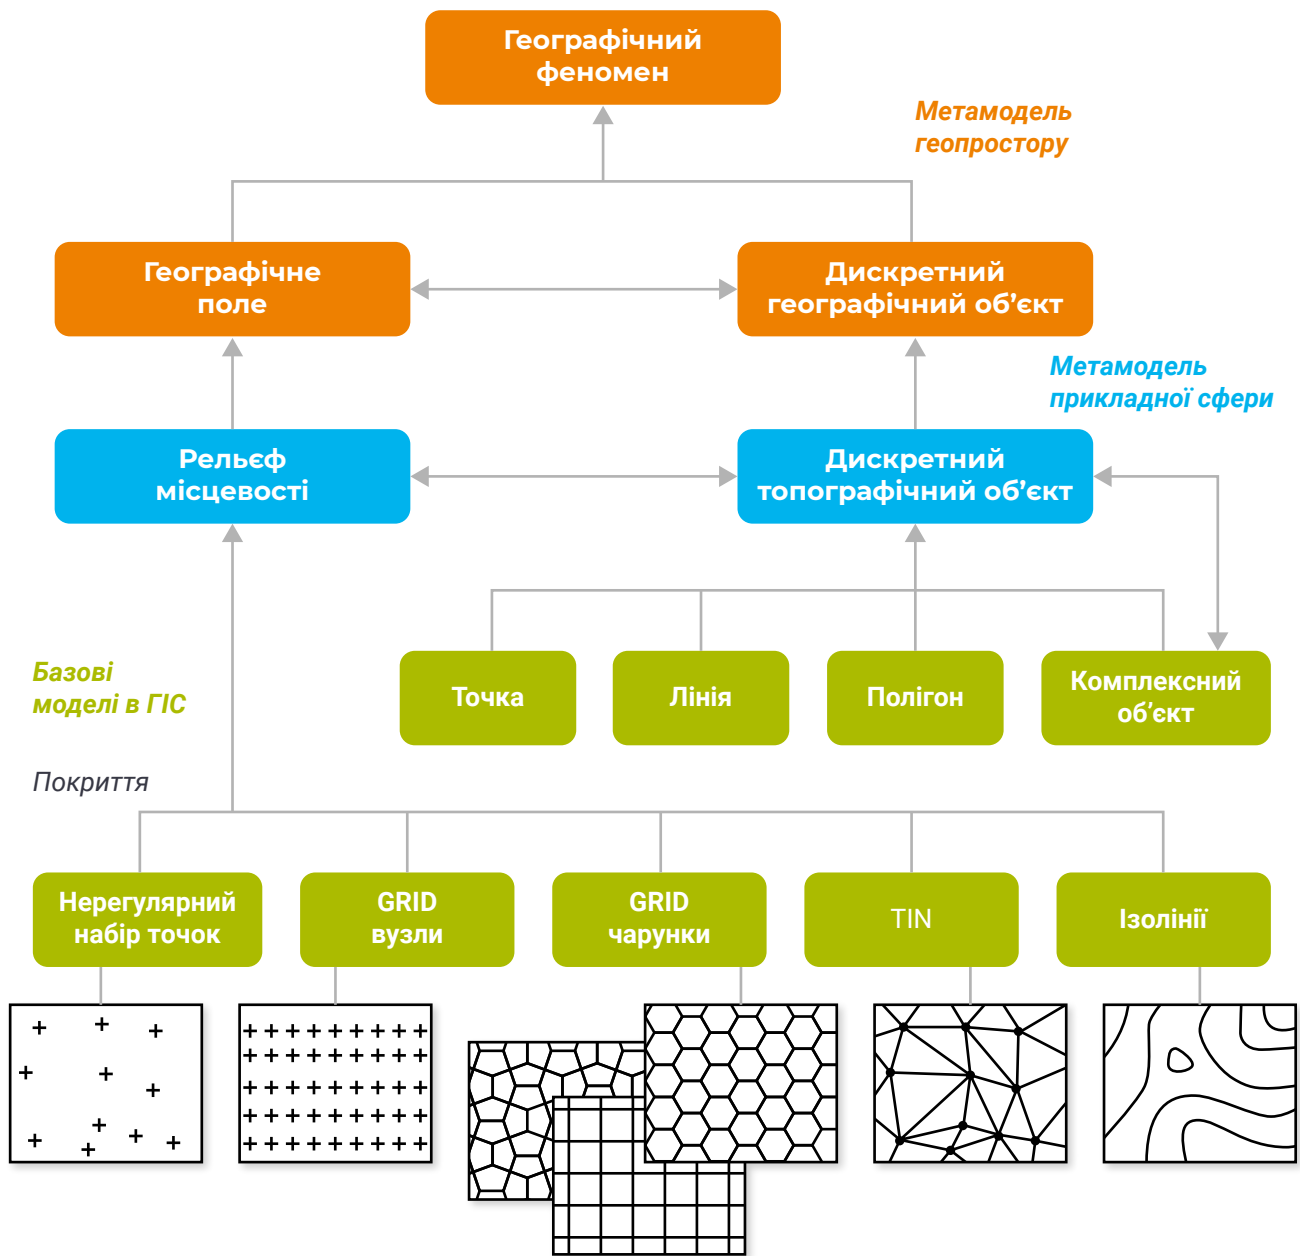 Географічний
феномен
Метамодель
геопростору
Географічне
поле
Дискретний
географічний об’єкт
Метамодель
прикладної сфери
Рельєф
місцевості
Дискретний
топографічний об’єкт
Базові
моделі в ГІС
Точка
Лінія
Полігон
Комплексний
об’єкт
Покриття
Нерегулярний
набір точок
GRID
вузли
GRID
чарунки
TIN
Ізолінії